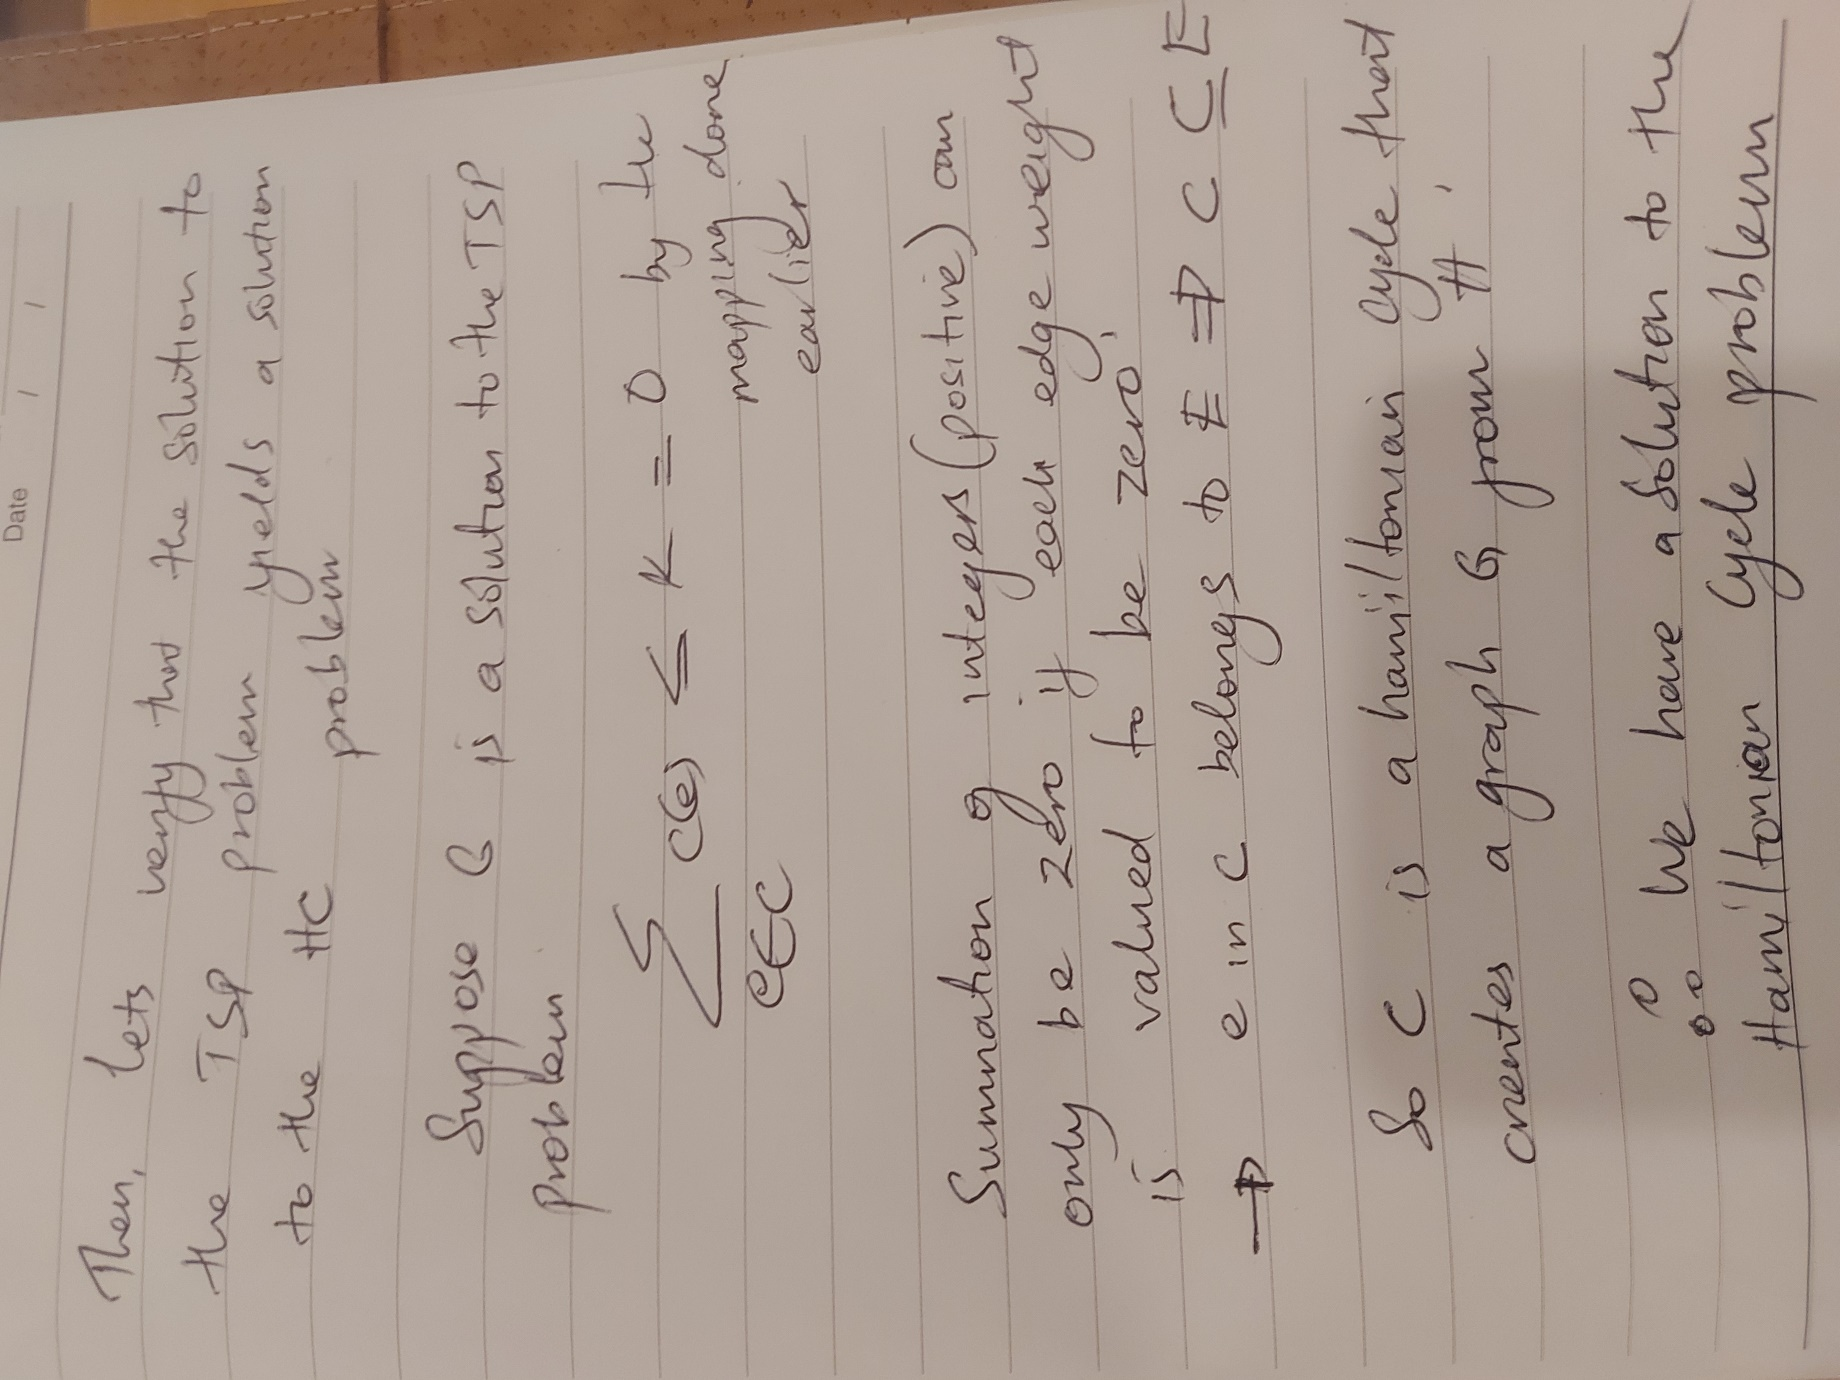 Date / /
Then, lets verify that the solution to
the TSP problem yields a solution
to the HC problem
Suppose C is a solution to the TSP
problem
∑ c(e) ≤ K = 0 by the
e∈C mapping done
earlier
Summation of integers (positive) can
only be zero if each edge weight
is valued to be zero.
→ e in C belongs to E ⇒ C ⊆ E
So C is a hamiltonain cycle that
creates a graph G from H.
∴ We have a solution to the
Hamiltonian Cycle problem